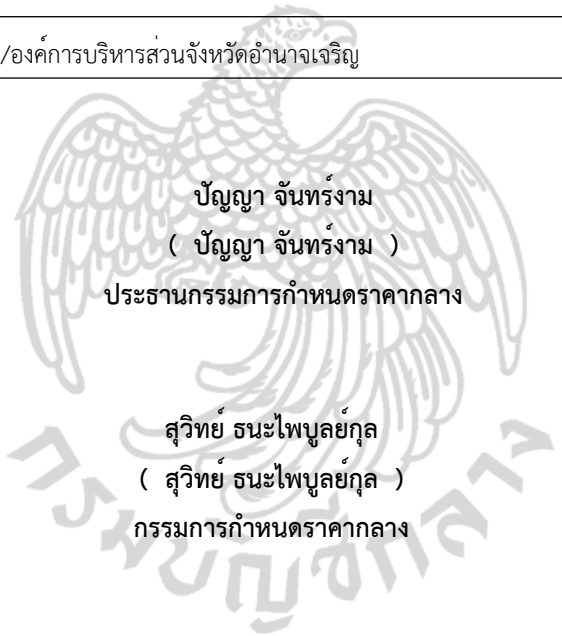 /องค์การบริหารส่วนจังหวัดอำนาจเจริญ
ปัญญา จันทร์งาม
( ปัญญา จันทร์งาม )
ประธานกรรมการกำหนดราคากลาง
สุวิทย์ ธนะไพบูลย์กุล
( สุวิทย์ ธนะไพบูลย์กุล )
กรรมการกำหนดราคากลาง
กรมบัญชีกลาง